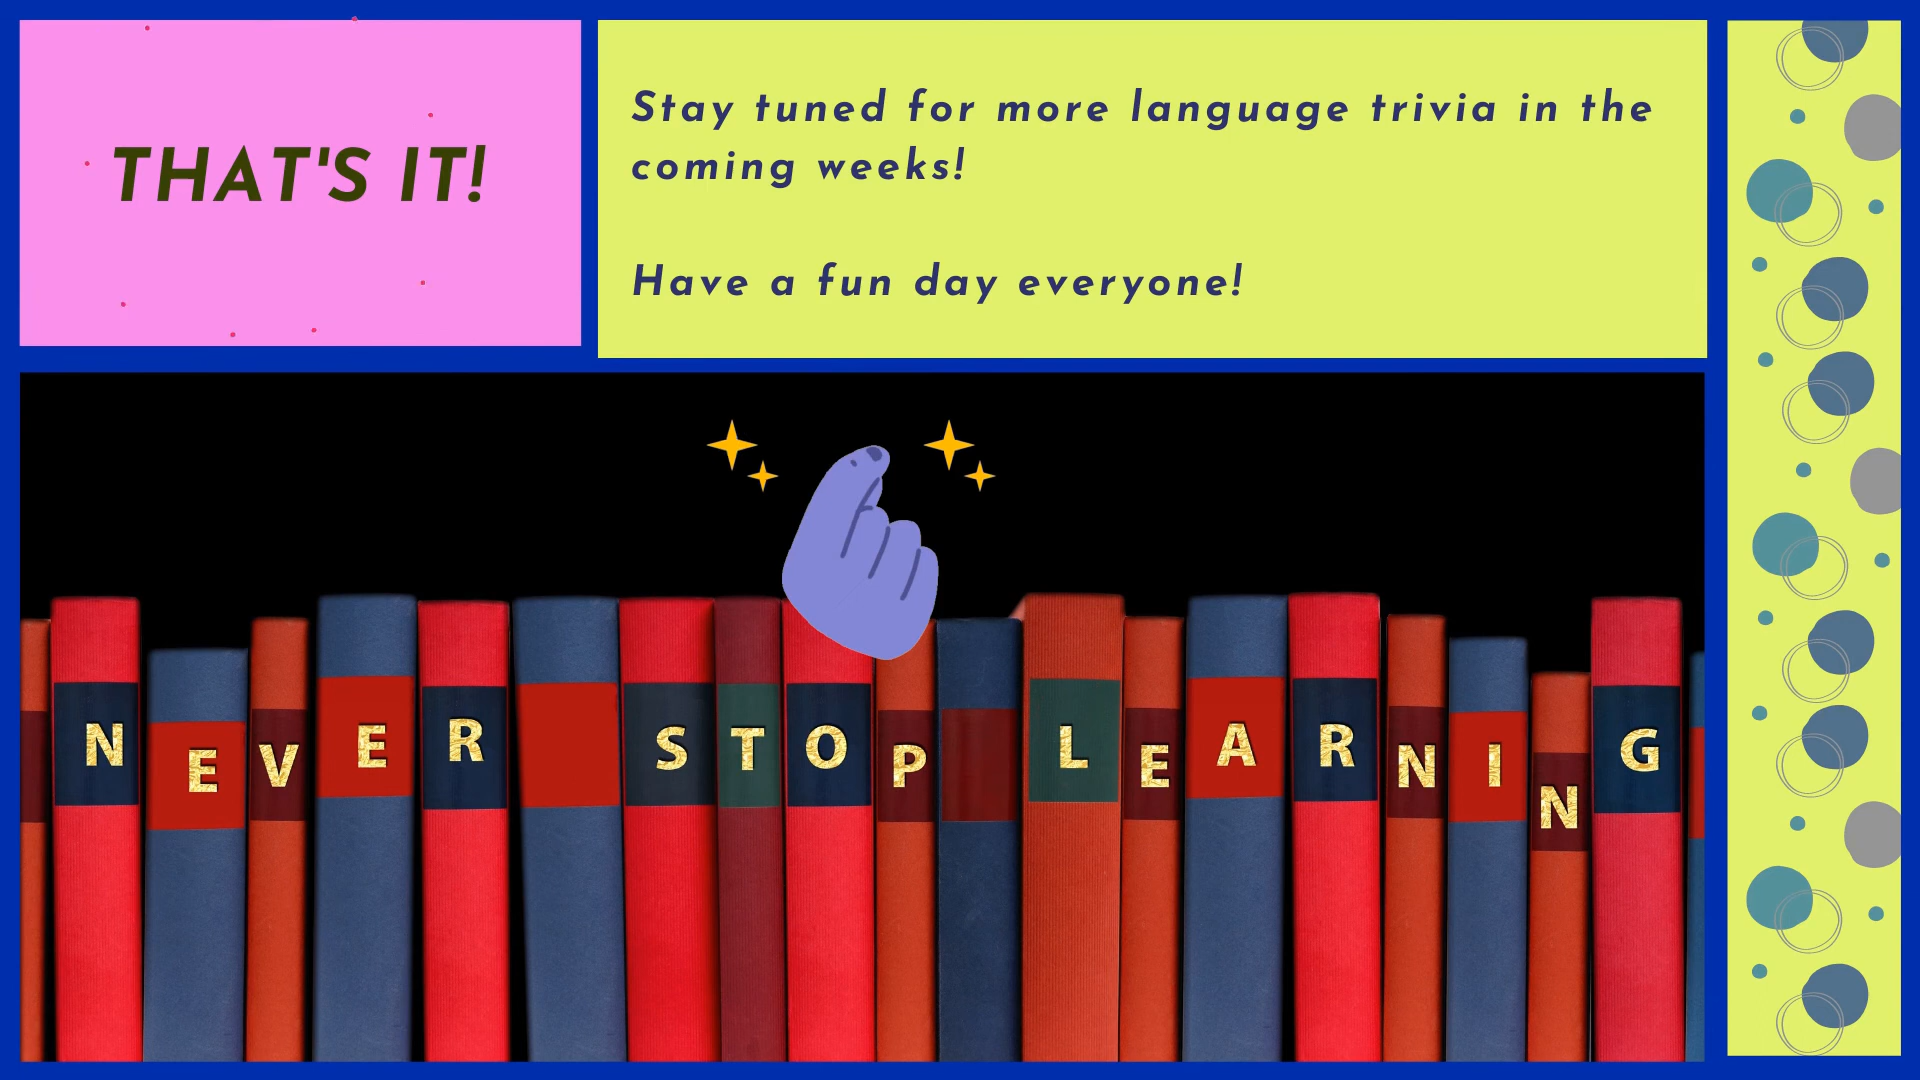 THAT'S IT!
Stay tuned for more language trivia in the
coming weeks!
Have a fun day everyone!
NEVER STOP LEARNING